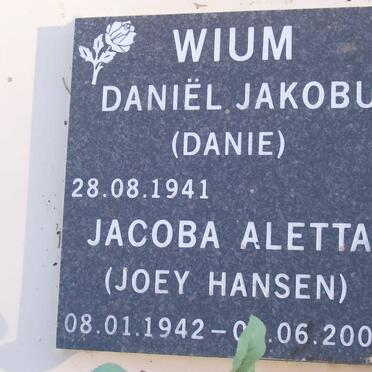 WIUM
DANIËL JAKOBU
(DANIE)
28.08.1941
JACOBA ALETTA
(JOEY HANSEN)
08.01.1942 –